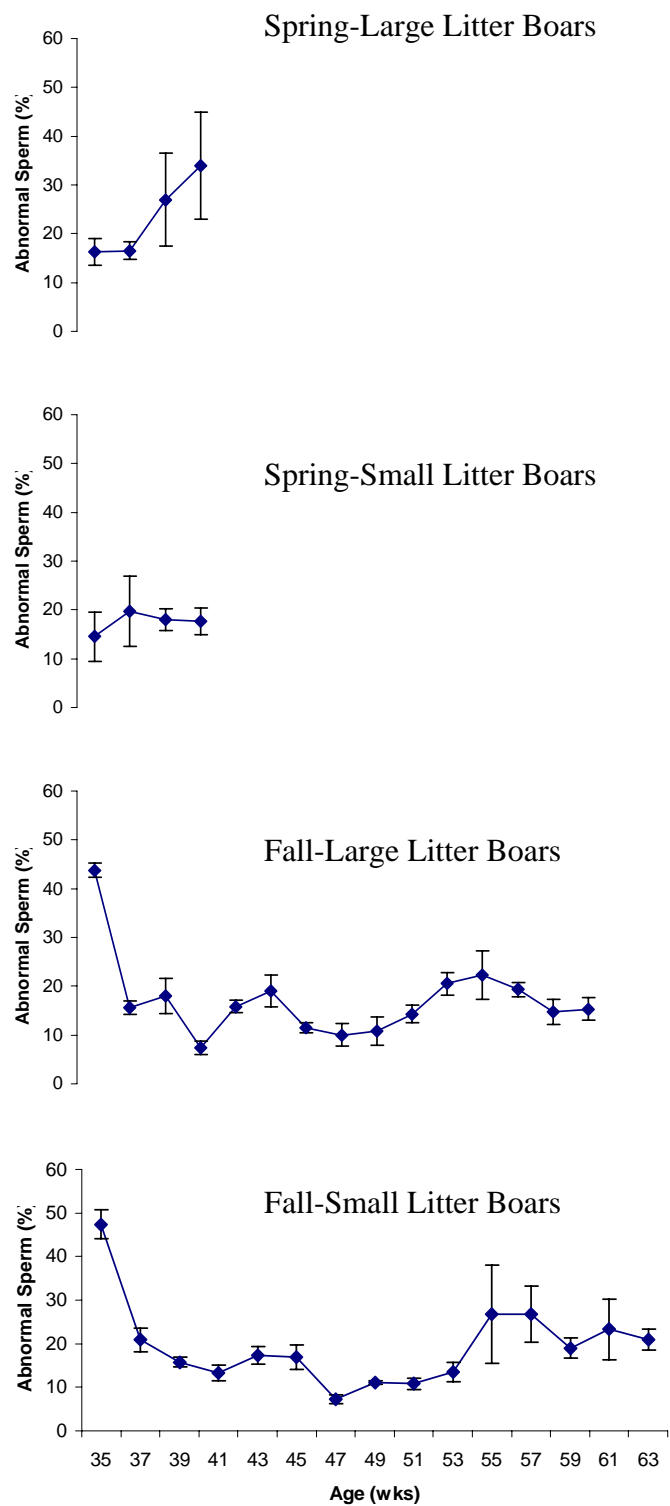 Spring-Large Litter Boars
Abnormal Sperm (%)
60
50
40
30
20
10
0
Spring-Small Litter Boars
Abnormal Sperm (%)
60
50
40
30
20
10
0
Fall-Large Litter Boars
Abnormal Sperm (%)
60
50
40
30
20
10
0
Fall-Small Litter Boars
Abnormal Sperm (%)
60
50
40
30
20
10
0
35 37 39 41 43 45 47 49 51 53 55 57 59 61 63
Age (wks)